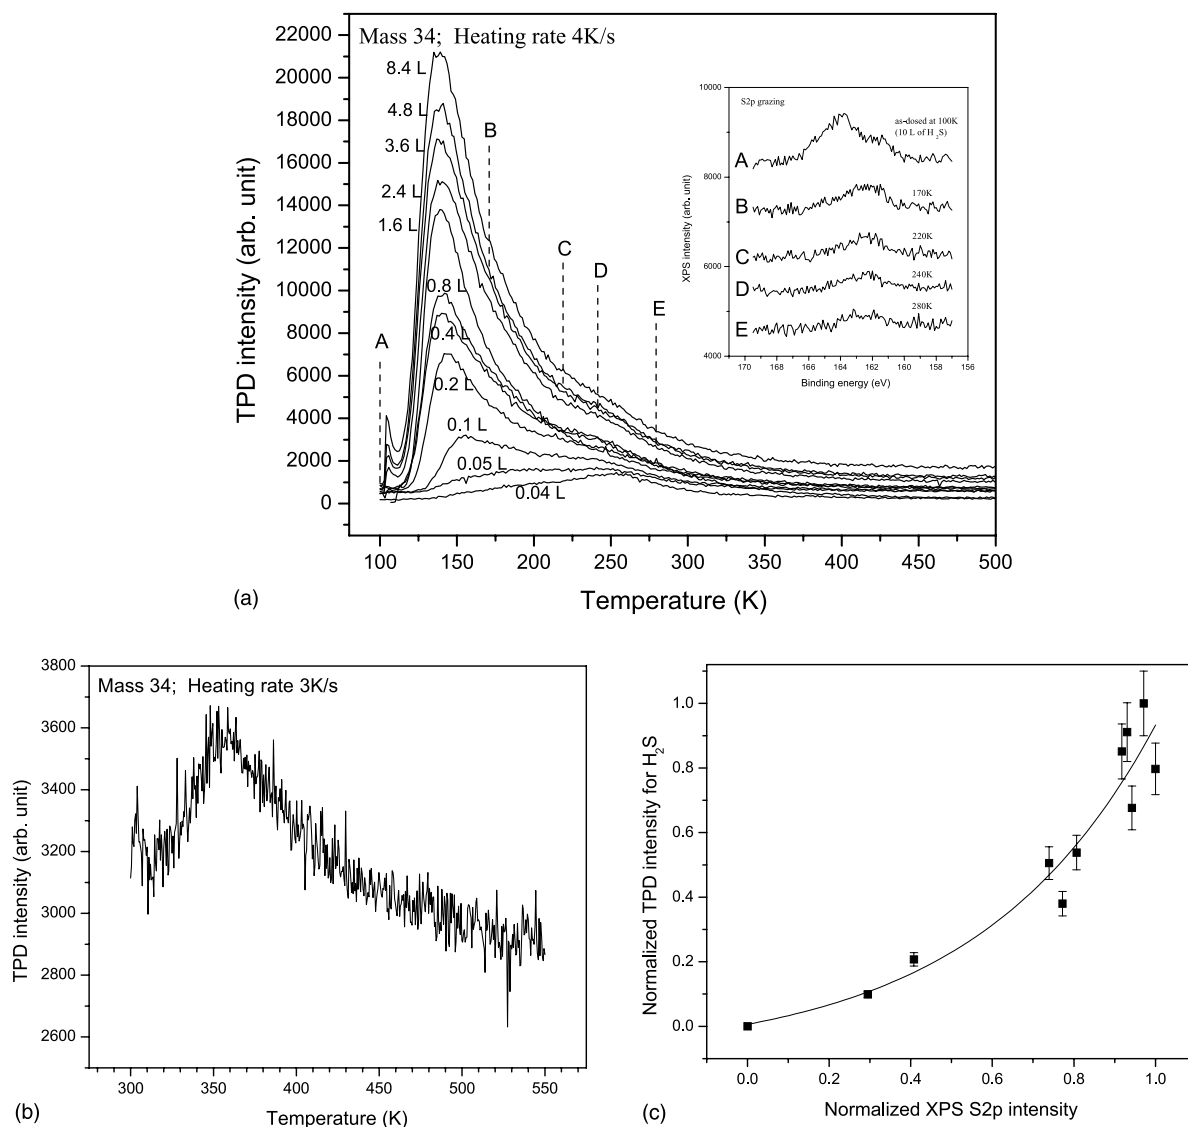 Mass 34; Heating rate 4K/s
22000
20000
18000
16000
14000
12000
10000
8000
6000
4000
2000
0
TPD intensity (arb. unit)
8.4 L
4.8 L
3.6 L
2.4 L
1.6 L
0.8 L
0.4 L
0.2 L
0.1 L
0.05 L
0.04 L
A
B
C
D
E
100 150 200 250 300 350 400 450 500
Temperature (K)
(a)
S2p grazing
10000
8000
6000
4000
XPS intensity (arb. unit)
as-dosed at 100K
(10 L of H2S)
A
B
170K
C
220K
D
240K
E
280K
170 168 166 164 162 160 158 156
Binding energy (eV)
Mass 34; Heating rate 3K/s
3800
3600
3400
3200
3000
2800
2600
TPD intensity (arb. unit)
300 350 400 450 500 550
Temperature (K)
(b)
1.0
0.8
0.6
0.4
0.2
0.0
Normalized TPD intensity for H2S
0.0 0.2 0.4 0.6 0.8 1.0
Normalized XPS S2p intensity
(c)